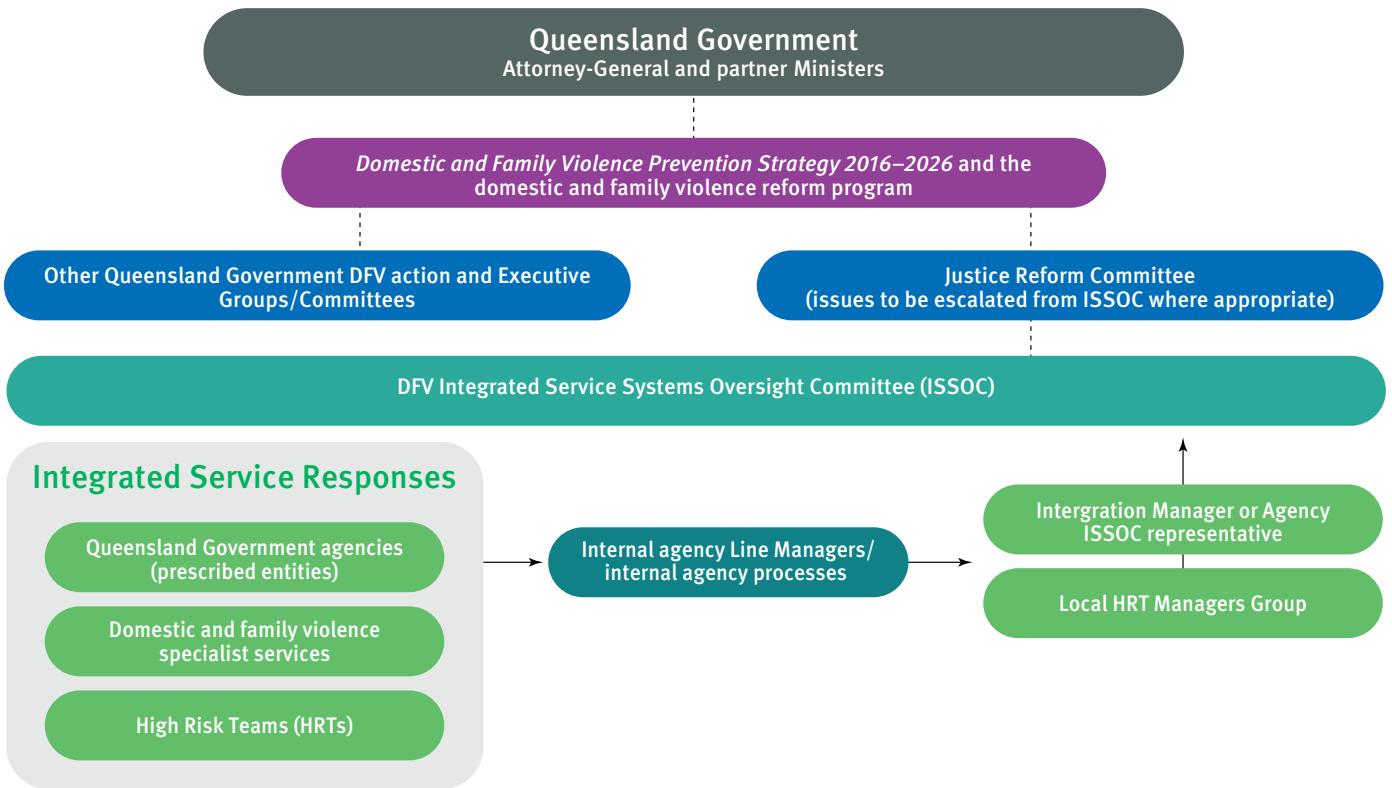 Queensland Government
Attorney-General and partner Ministers
Domestic and Family Violence Prevention Strategy 2016–2026 and the
domestic and family violence reform program
Other Queensland Government DFV action and Executive
Groups/Committees
Justice Reform Committee
(issues to be escalated from ISSOC where appropriate)
DFV Integrated Service Systems Oversight Committee (ISSOC)
Integrated Service Responses
Queensland Government agencies
(prescribed entities)
Domestic and family violence
specialist services
High Risk Teams (HRTs)
Internal agency Line Managers/
internal agency processes
Intergration Manager or Agency
ISSOC representative
Local HRT Managers Group